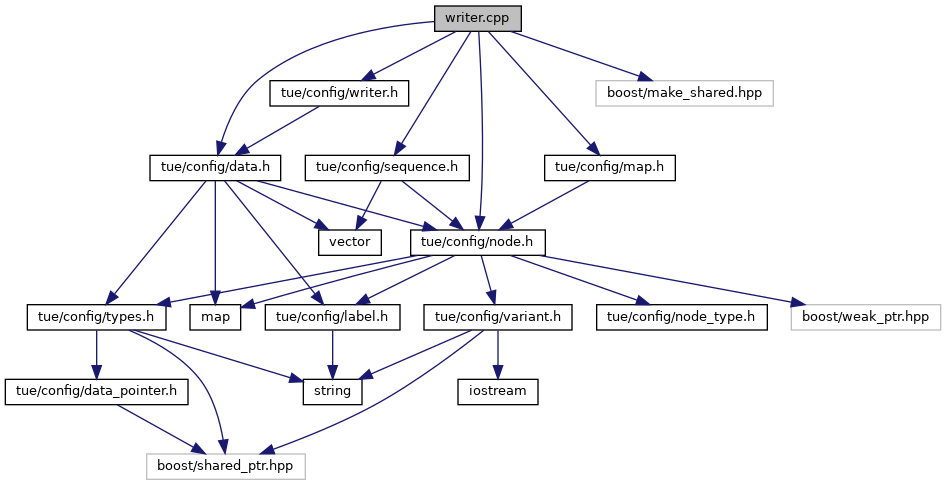 writer.cpp
tue/config/writer.h
boost/make_shared.hpp
tue/config/data.h
tue/config/sequence.h
tue/config/map.h
vector
tue/config/node.h
tue/config/types.h
map
tue/config/label.h
tue/config/variant.h
tue/config/node_type.h
boost/weak_ptr.hpp
tue/config/data_pointer.h
string
iostream
boost/shared_ptr.hpp